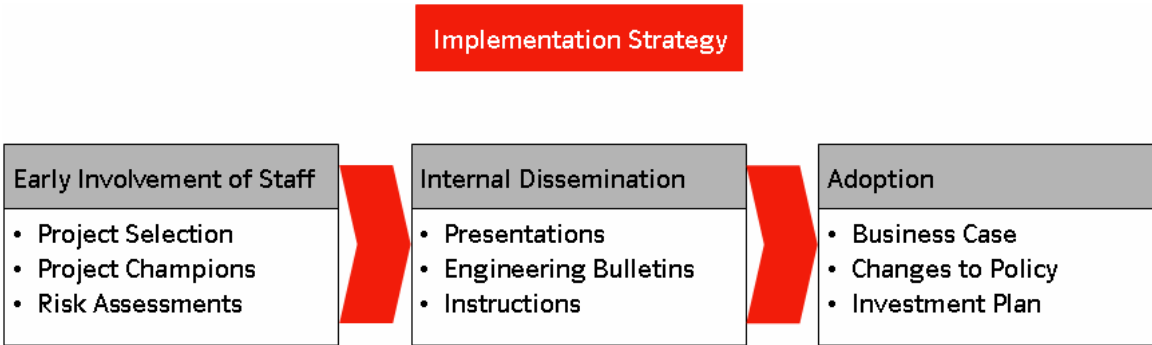 Implementation Strategy
Early Involvement of Staff
• Project Selection
• Project Champions
• Risk Assessments
Internal Dissemination
• Presentations
• Engineering Bulletins
• Instructions
Adoption
• Business Case
• Changes to Policy
• Investment Plan